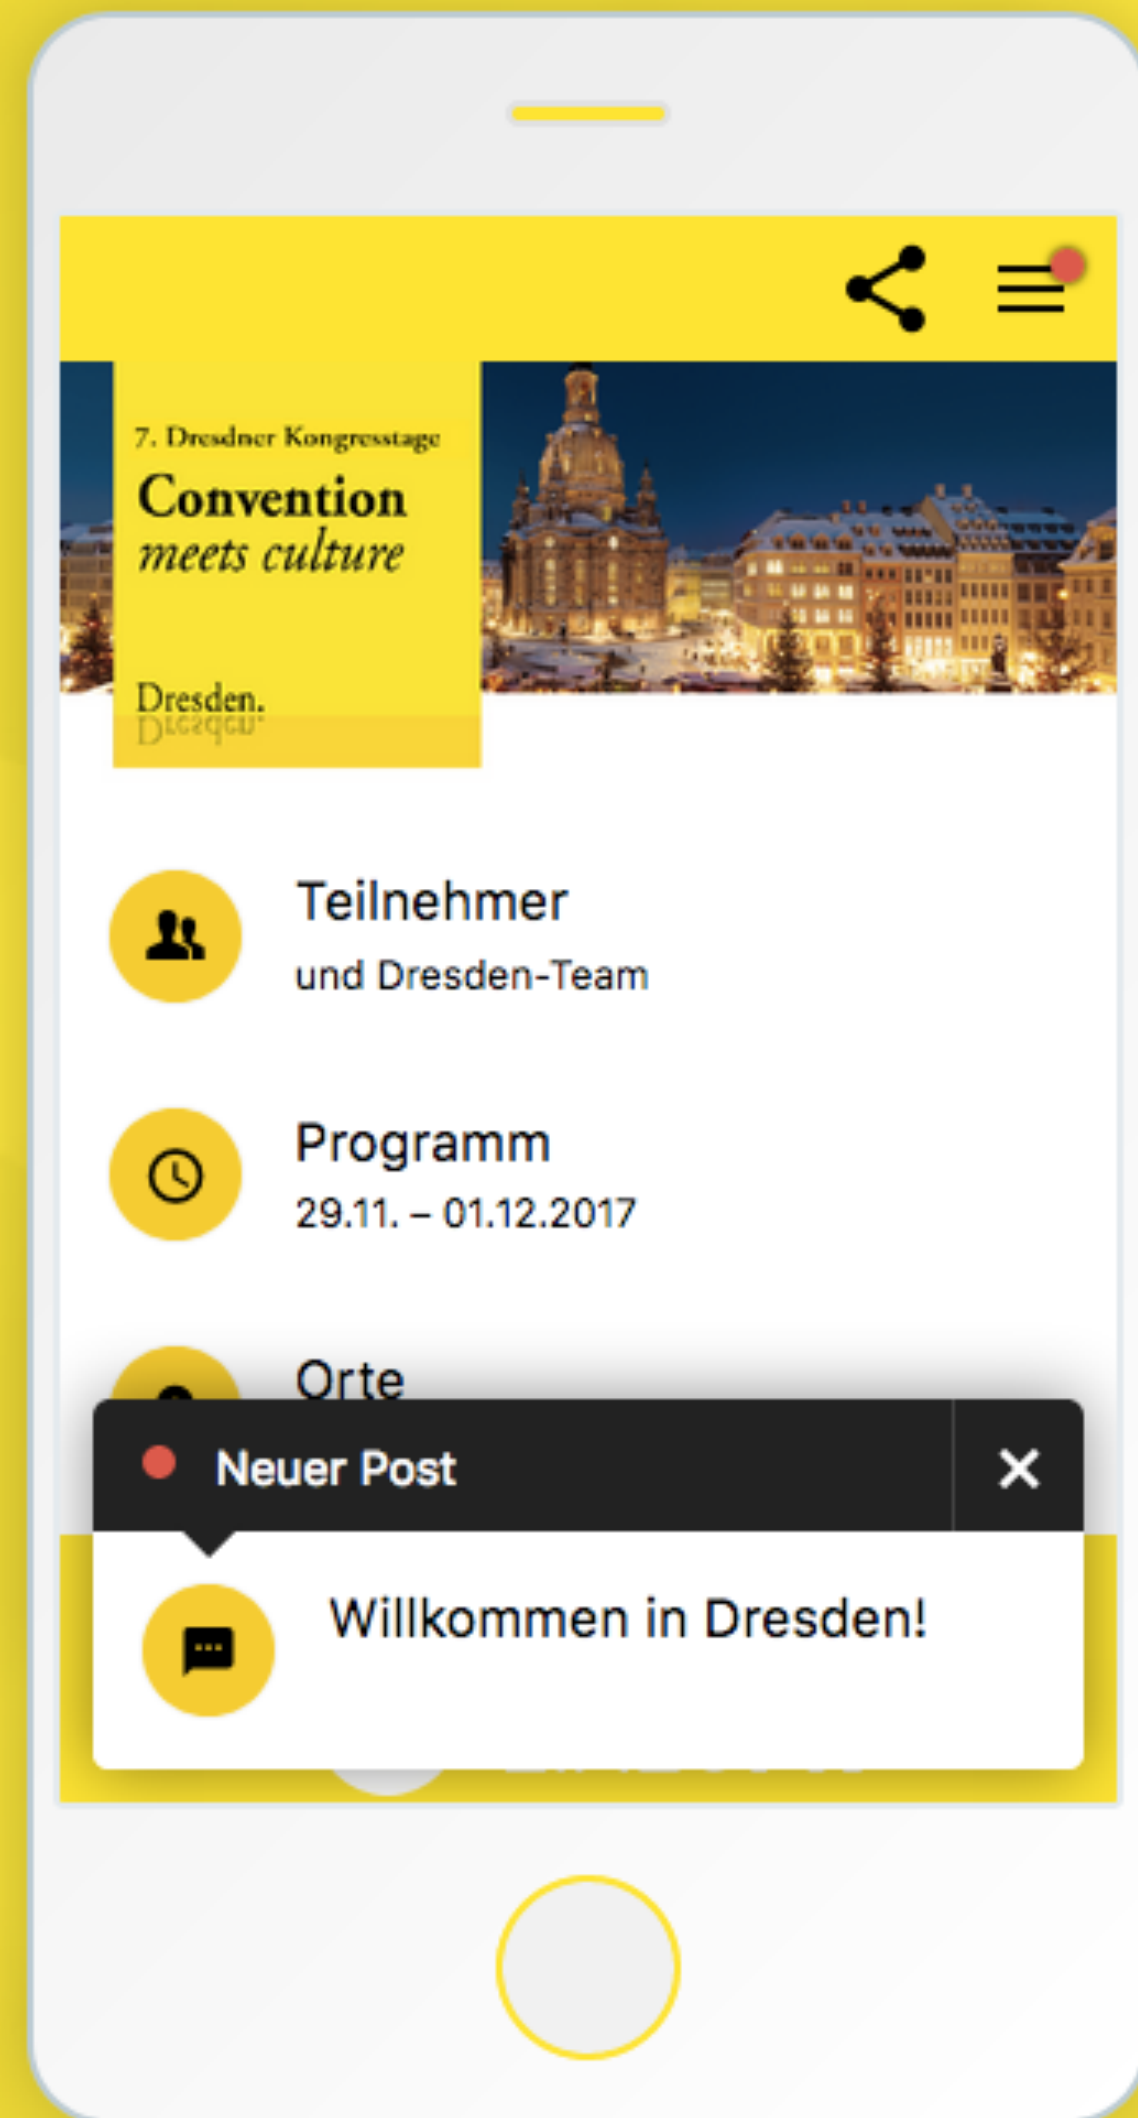 7. Dresdner Kongresstage
Convention
meets culture
Dresden.
Teilnehmer
und Dresden-Team
Programm
29.11. – 01.12.2017
Orte
Neuer Post
Willkommen in Dresden!